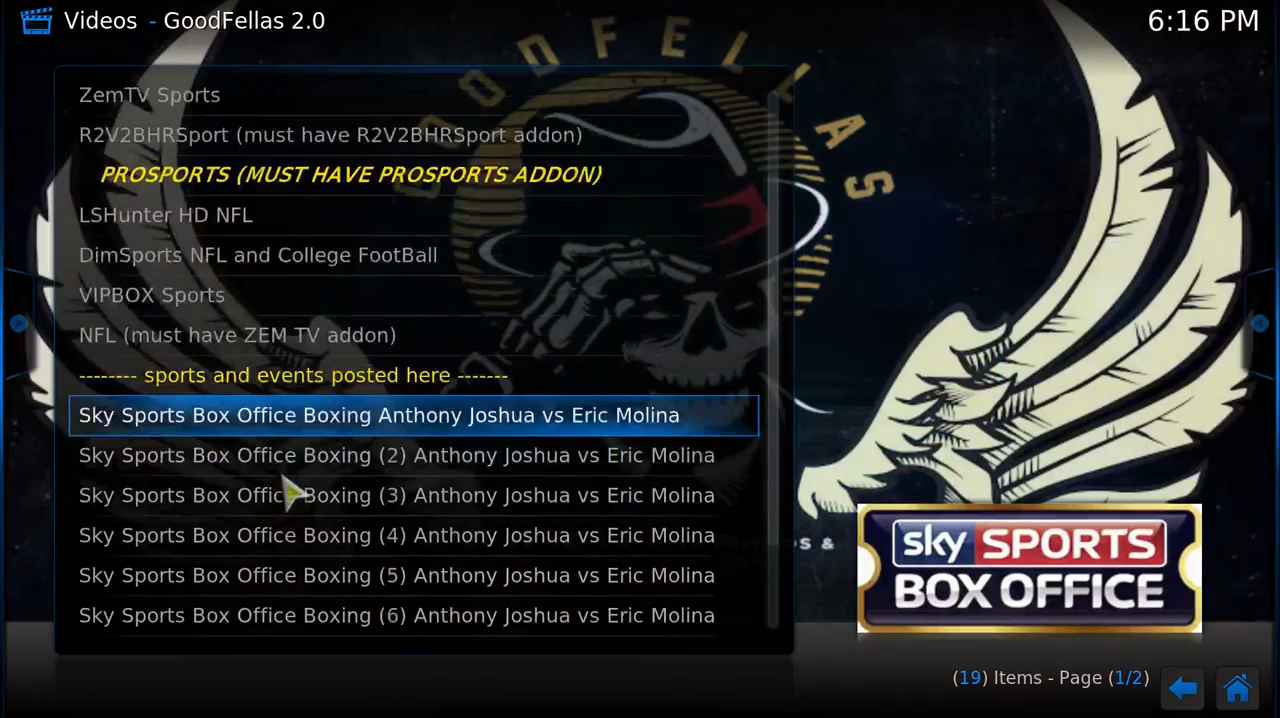 Videos - GoodFellas 2.0
6:16 PM
GOODFELLAS
ZemTV Sports
R2V2BHRSport (must have R2V2BHRSport addon)
PROSPORTS (MUST HAVE PROSPORTS ADDON)
LSHunter HD NFL
DimSports NFL and College FootBall
VIPBOX Sports
NFL (must have ZEM TV addon)
-------- sports and events posted here -------
Sky Sports Box Office Boxing Anthony Joshua vs Eric Molina
Sky Sports Box Office Boxing (2) Anthony Joshua vs Eric Molina
Sky Sports Box Office Boxing (3) Anthony Joshua vs Eric Molina
Sky Sports Box Office Boxing (4) Anthony Joshua vs Eric Molina
Sky Sports Box Office Boxing (5) Anthony Joshua vs Eric Molina
Sky Sports Box Office Boxing (6) Anthony Joshua vs Eric Molina
sky SPORTS
BOX OFFICE
(19) Items - Page (1/2)